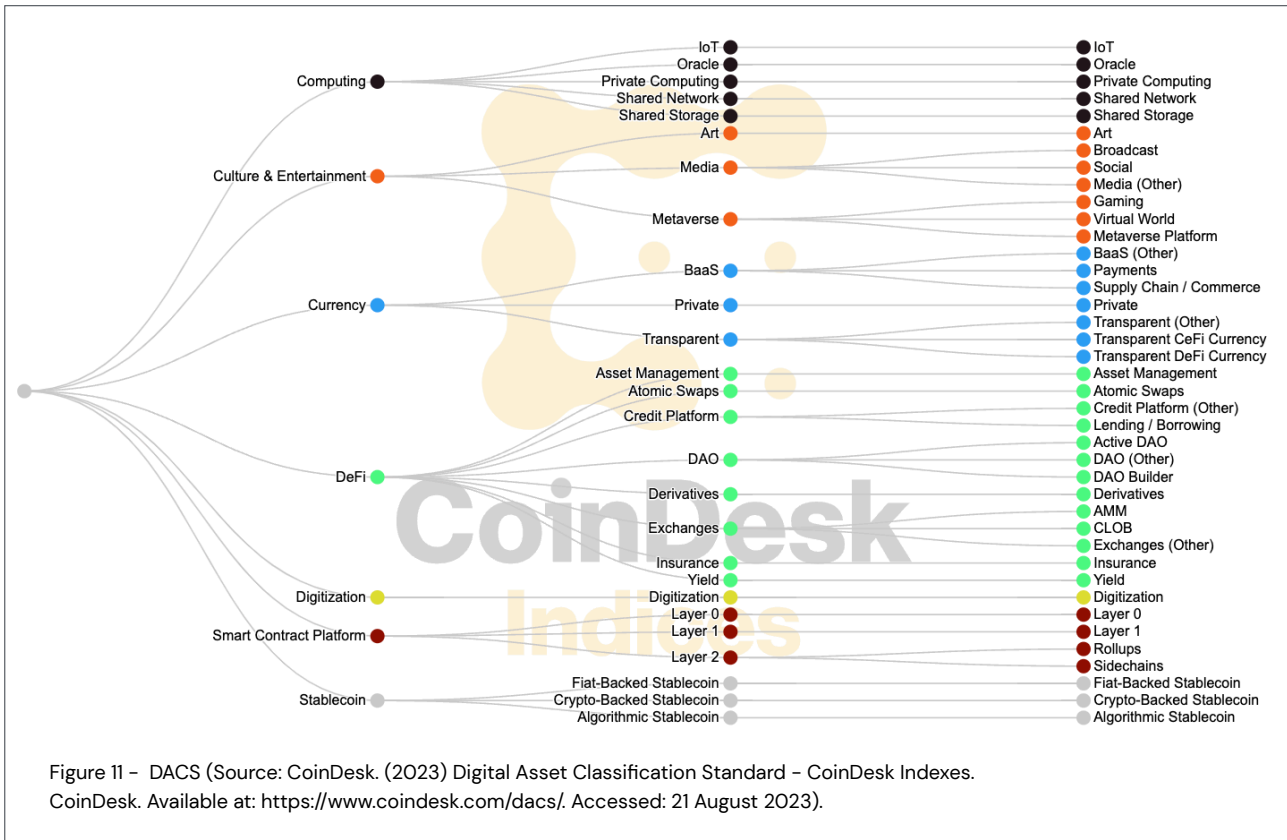 IoT
IoT
Oracle
Oracle
Computing
Private Computing
Private Computing
Shared Network
Shared Network
Shared Storage
Shared Storage
Art
Art
Broadcast
Culture & Entertainment
Media
Social
Media (Other)
Gaming
Metaverse
Virtual World
Metaverse Platform
BaaS (Other)
BaaS
Payments
Supply Chain / Commerce
Currency
Private
Private
Transparent (Other)
Transparent
Transparent CeFi Currency
Transparent DeFi Currency
Asset Management
Asset Management
Atomic Swaps
Atomic Swaps
Credit Platform
Credit Platform (Other)
Lending / Borrowing
Active DAO
DAO
DAO (Other)
DeFi
DAO Builder
Derivatives
Derivatives
AMM
Exchanges
CLOB
Exchanges (Other)
CoinDesk
Insurance
Insurance
Yield
Yield
Digitization
Digitization
Digitization
Indices
Layer 0
Layer 0
Smart Contract Platform
Layer 1
Layer 1
Rollups
Layer 2
Sidechains
Fiat-Backed Stablecoin
Fiat-Backed Stablecoin
Stablecoin
Crypto-Backed Stablecoin
Crypto-Backed Stablecoin
Algorithmic Stablecoin
Algorithmic Stablecoin
Figure 11 - DACS (Source: CoinDesk. (2023) Digital Asset Classification Standard - CoinDesk Indexes.
CoinDesk. Available at: https://www.coindesk.com/dacs/. Accessed: 21 August 2023).